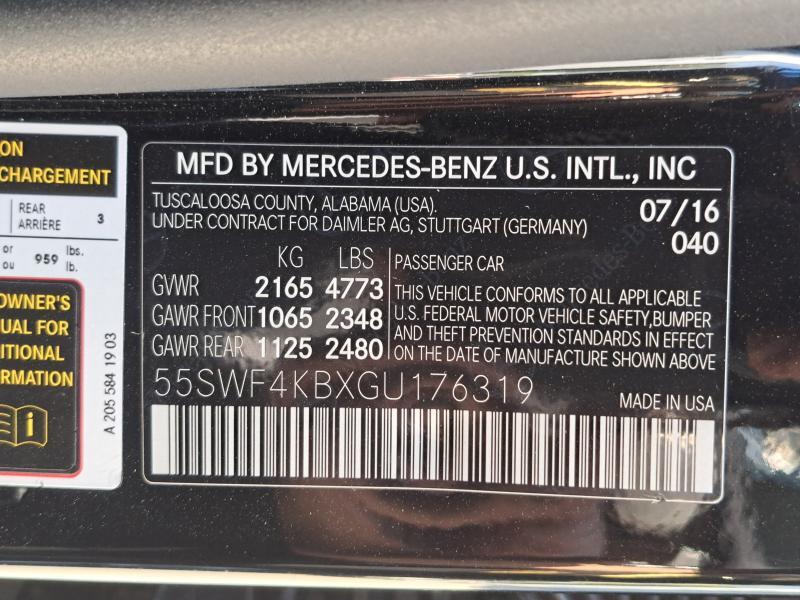 ON
CHARGEMENT
REAR
ARRIÈRE
3
or
ou
959
lbs.
lb.
OWNER'S
UAL FOR
DITIONAL
ORMATION
A 205 584 19 03
MFD BY MERCEDES-BENZ U.S. INTL., INC
TUSCALOOSA COUNTY, ALABAMA (USA).
UNDER CONTRACT FOR DAIMLER AG, STUTTGART (GERMANY)
07/16
040
KG LBS
GVWR 2165 4773
GAWR FRONT 1065 2348
GAWR REAR 1125 2480
PASSENGER CAR
THIS VEHICLE CONFORMS TO ALL APPLICABLE
U.S. FEDERAL MOTOR VEHICLE SAFETY,BUMPER
AND THEFT PREVENTION STANDARDS IN EFFECT
ON THE DATE OF MANUFACTURE SHOWN ABOVE
55SWF4KBXGU176319
MADE IN USA